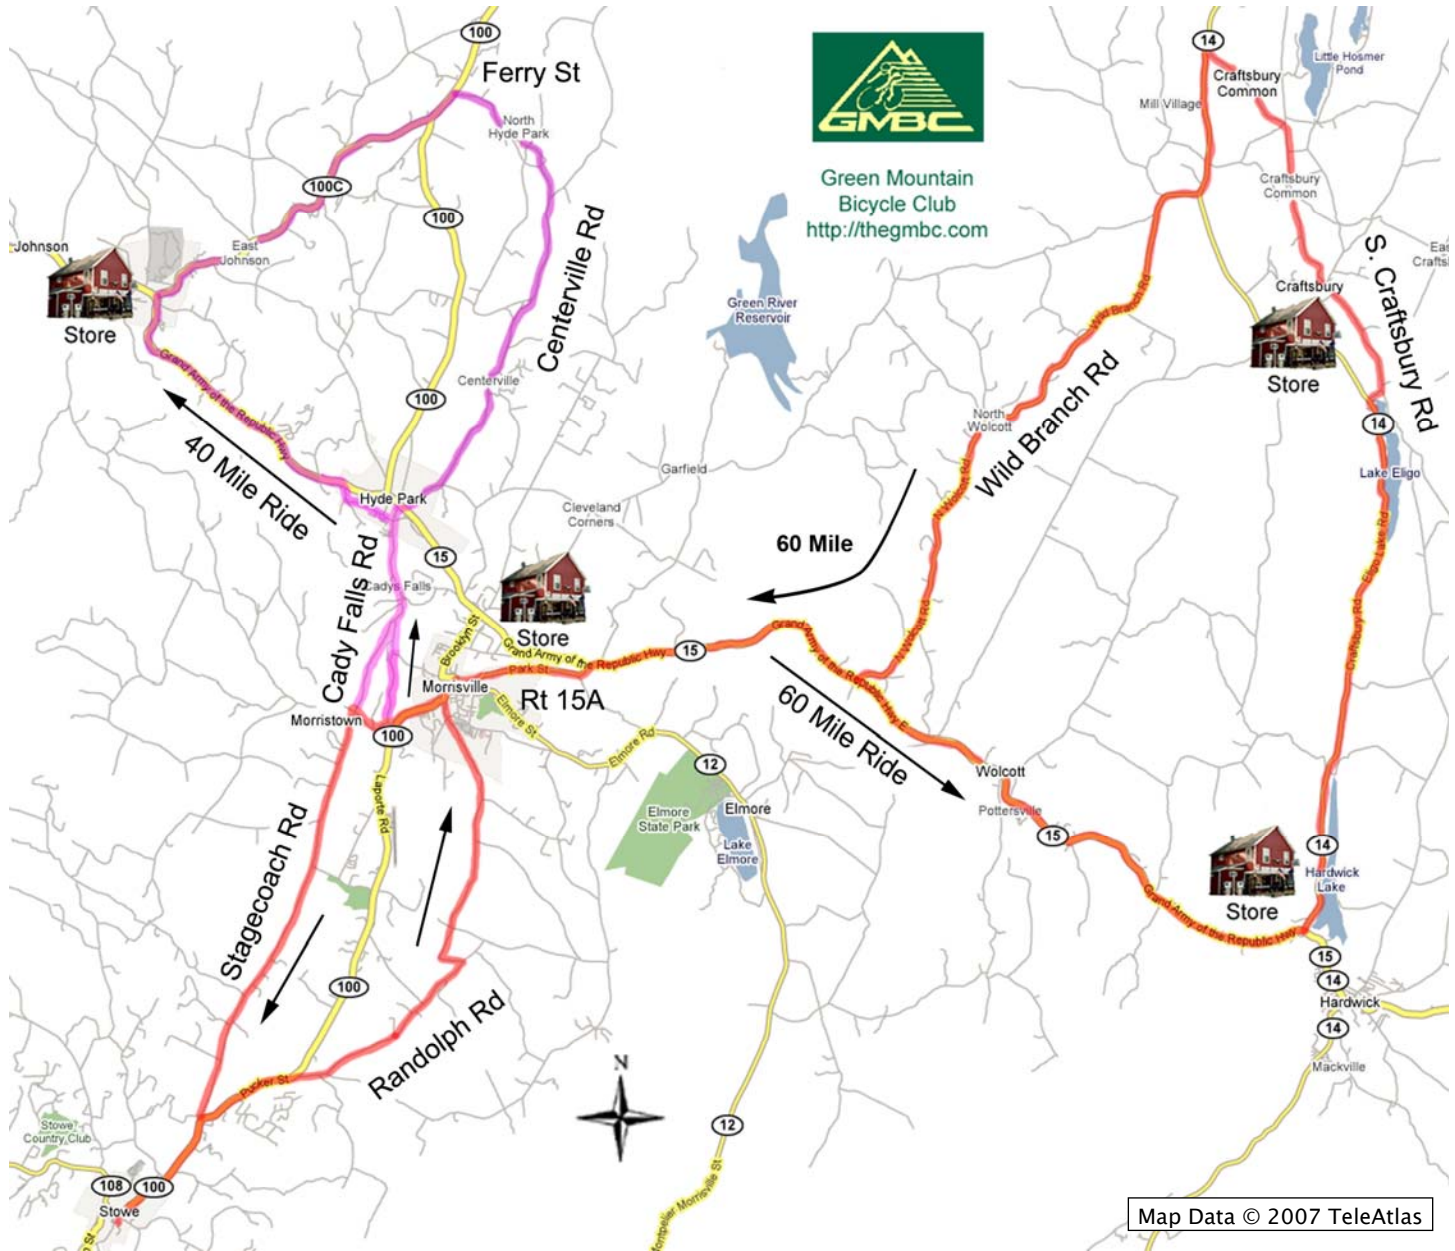 100
Ferry St
14
Little Hosmer
Pond
Craftsbury
Common
Mill Village
North
Hyde Park
GMBC
Green Mountain
Bicycle Club
http://thegmbc.com
100C
Craftsbury
Common
100
Johnson
East
Johnson
Centerville Rd
S. Craftsbury Rd
Craftsbury
Store
Green River
Reservoir
Wild Branch Rd
Grand Army of the Republic Hwy
Centerville
Store
100
40 Mile Ride
North
Wolcott
Wild Branch Rd
14
Garfield
Lake Eligo
Hyde Park
N Wolcott Rd
Cleveland
Corners
60 Mile
Eligo Lake Rd
15
Cady Falls Rd
Cadys Falls
Store
Brooklyn St
Grand Army of the Republic Hwy
15
Grand Army of the Republic Hwy E
N Wolcott Rd
Craftsbury Rd
Park St
Morrisville
Rt 15A
60 Mile Ride
Morristown
100
Elmore St
Elmore Rd
12
Wolcott
Laporte Rd
Elmore
Elmore
State Park
Pottersville
15
Lake
Elmore
14
Hardwick
Lake
Stagecoach Rd
Store
Grand Army of the Republic Hwy
15
14
100
Hardwick
14
Randolph Rd
Mackville
N
Pucker St
Stowe
Country Club
12
108
100
Stowe
Montpelier Morrisville St
Map Data © 2007 TeleAtlas